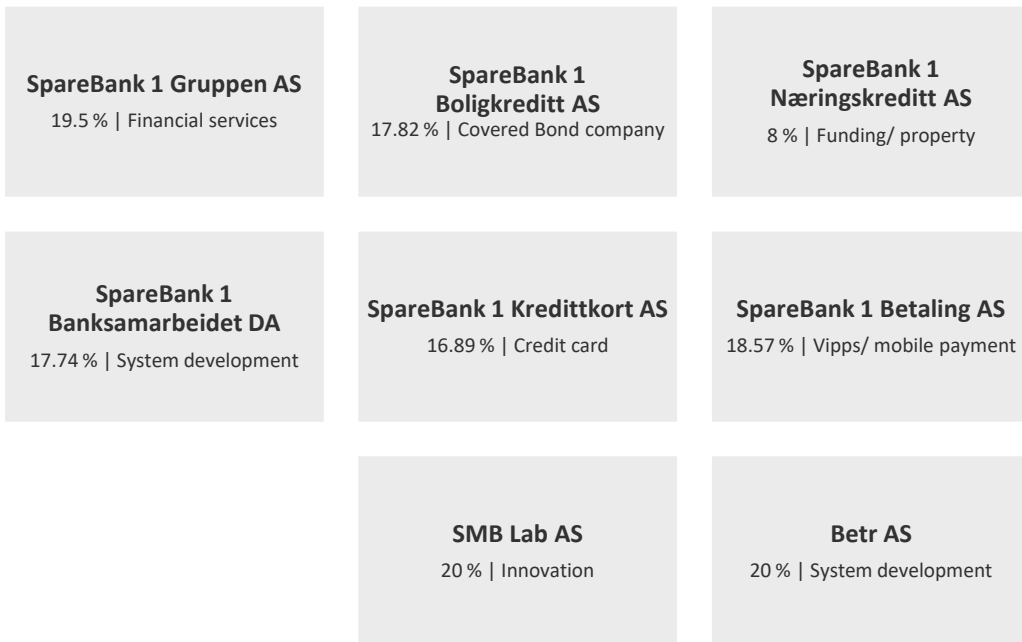 SpareBank 1 Gruppen AS
19.5 % | Financial services
SpareBank 1
Boligkreditt AS
17.82 % | Covered Bond company
SpareBank 1
Næringskreditt AS
8 % | Funding/ property
SpareBank 1
Banksamarbeidet DA
17.74 % | System development
SpareBank 1 Kredittkort AS
16.89 % | Credit card
SpareBank 1 Betaling AS
18.57 % | Vipps/ mobile payment
SMB Lab AS
20 % | Innovation
Betr AS
20 % | System development